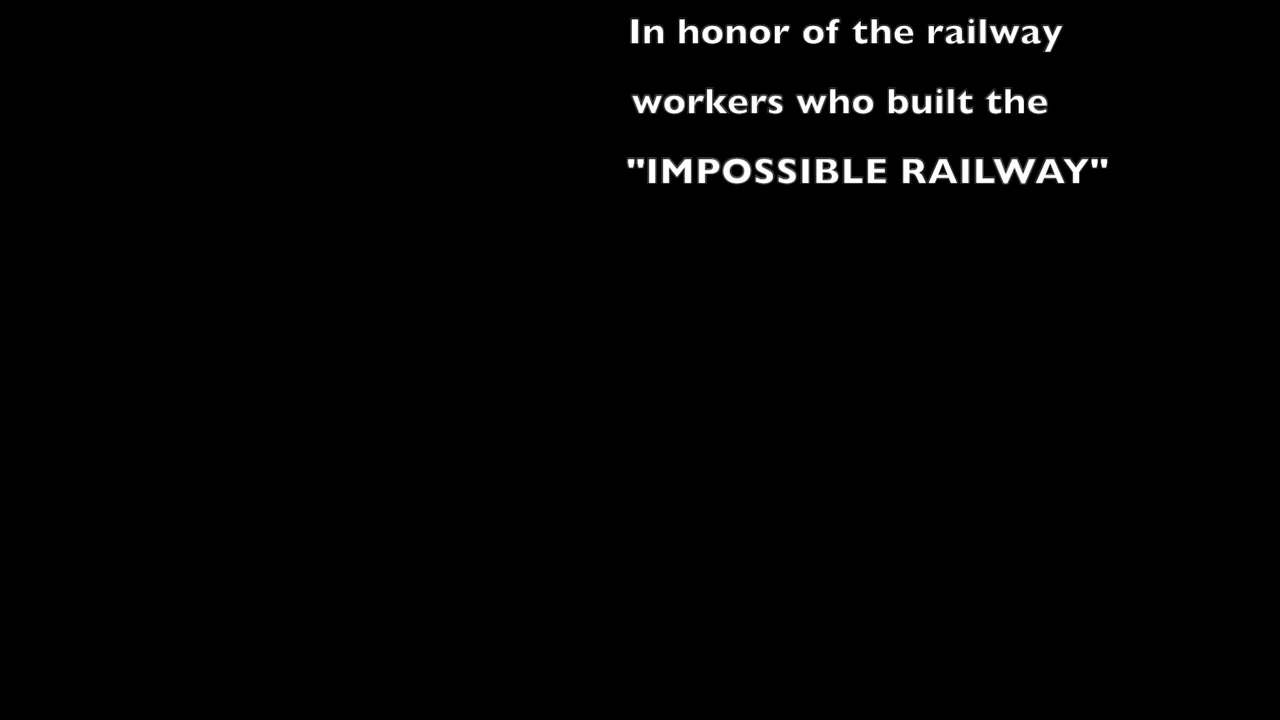 In honor of the railway
workers who built the
"IMPOSSIBLE RAILWAY"